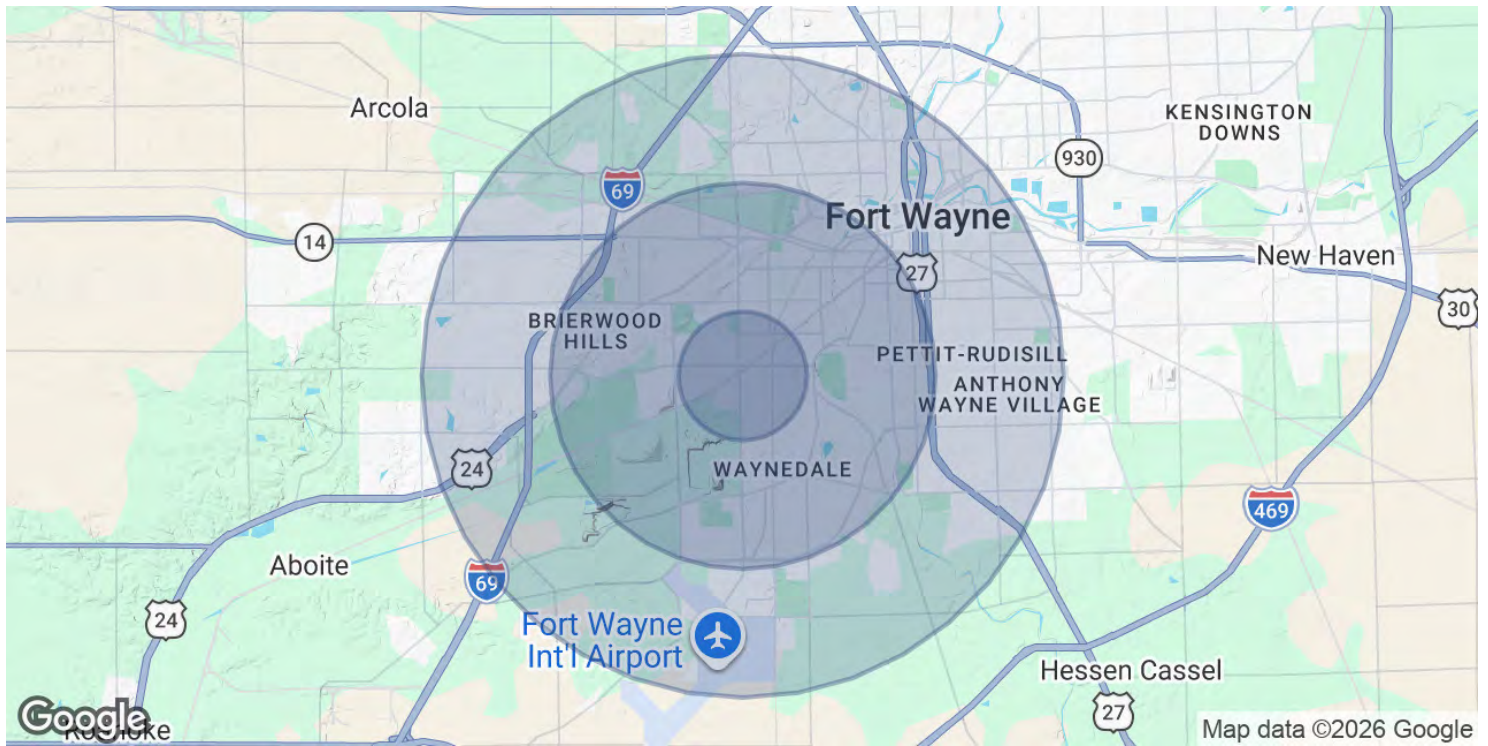 Arcola
KENSINGTON
DOWNS
930
69
Fort Wayne
14
New Haven
27
30
BRIERWOOD
HILLS
PETTIT-RUDISILL
ANTHONY
WAYNE VILLAGE
24
WAYNEDALE
469
Aboite
69
24
Fort Wayne
Int'l Airport
Hessen Cassel
27
Google
Map data ©2026 Google